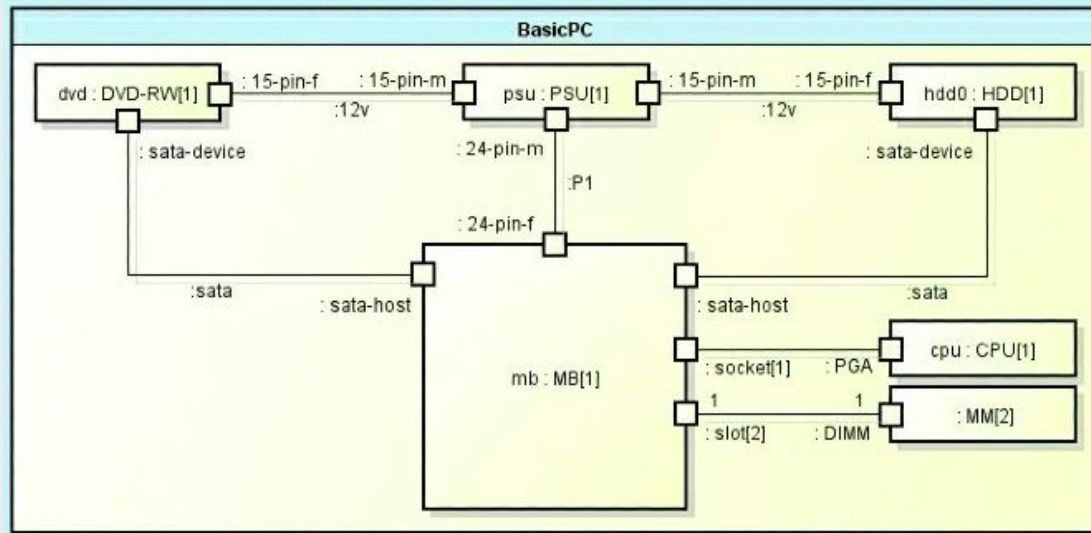 BasicPC
dvd : DVD-RW[1]
: 15-pin-f
: 15-pin-m
:12v
psu : PSU[1]
: 15-pin-m
: 15-pin-f
:12v
hdd0 : HDD[1]
: sata-device
: 24-pin-m
: sata-device
:P1
: 24-pin-f
:sata
: sata-host
:sata
: sata-host
mb : MB[1]
: socket[1]
: PGA
cpu : CPU[1]
1
1
: slot[2]
: DIMM
: MM[2]